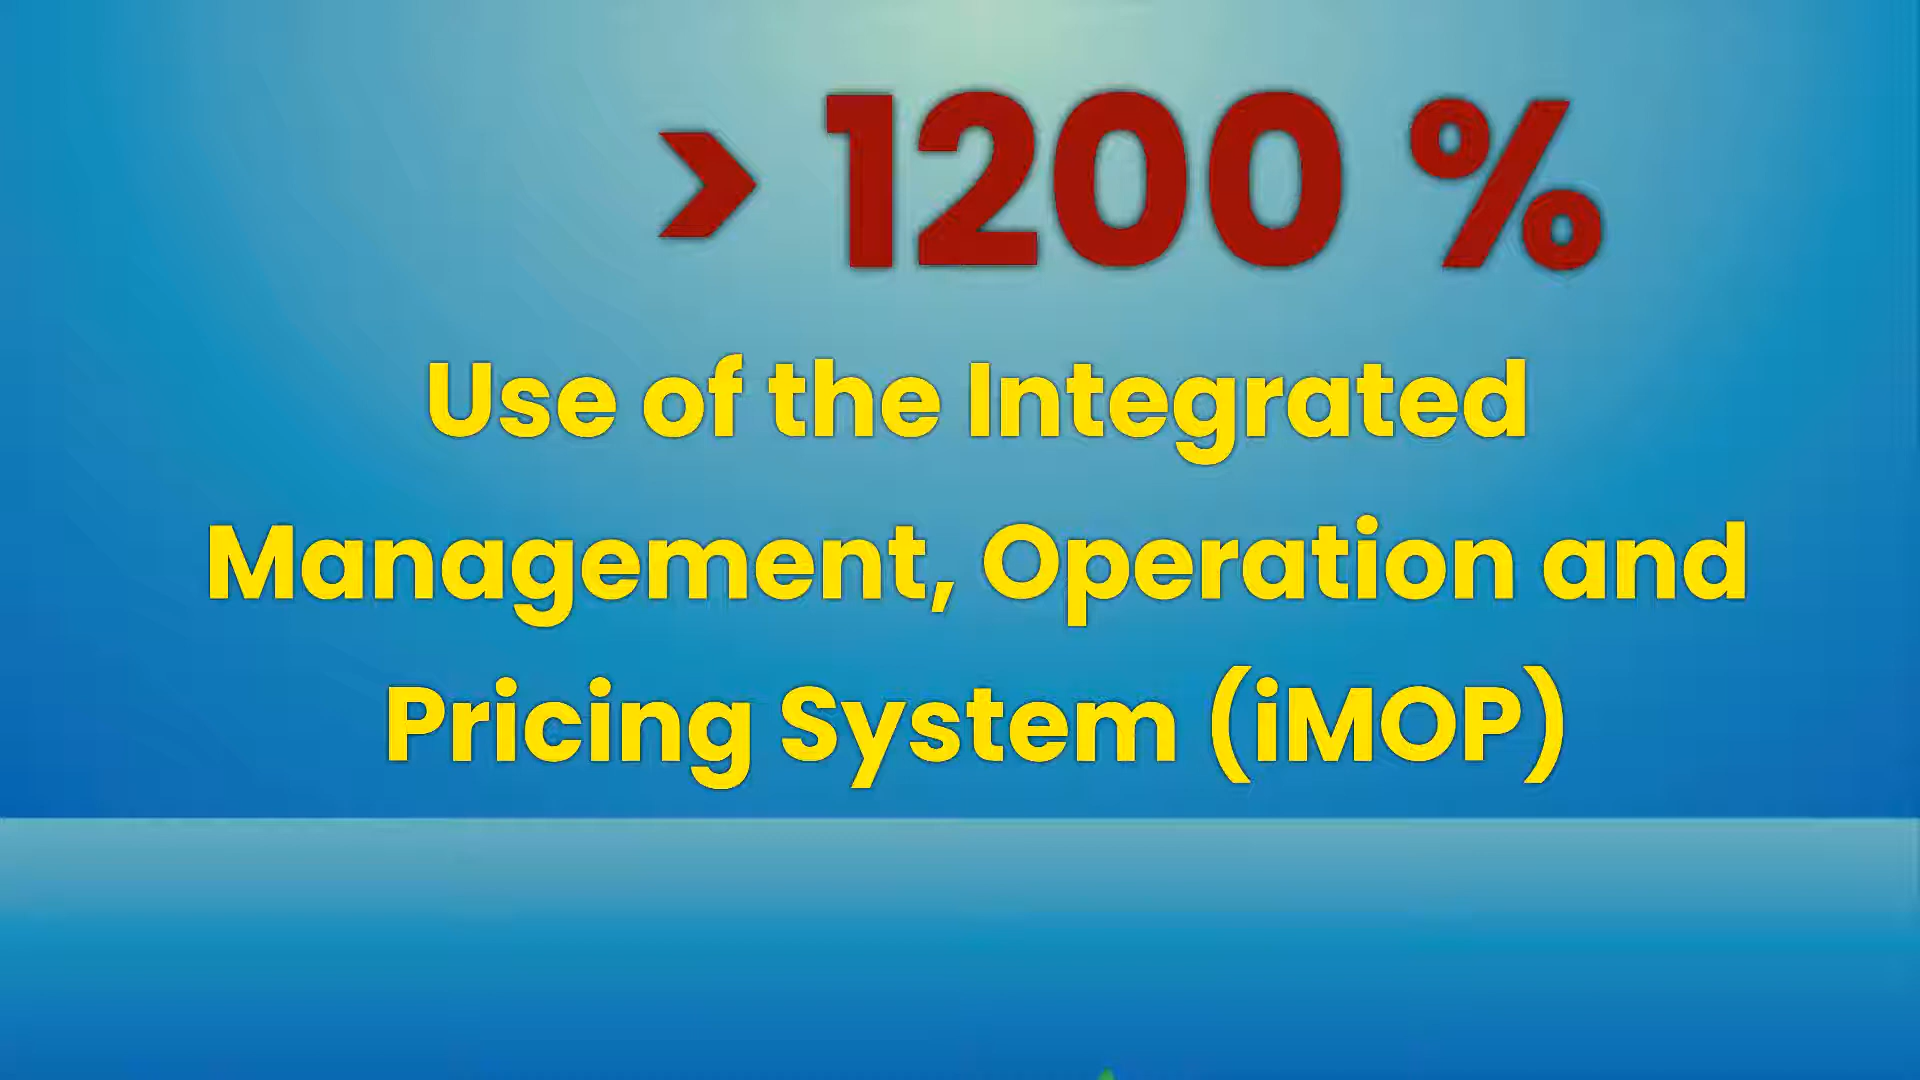 > 1200 %
Use of the Integrated
Management, Operation and
Pricing System (iMOP)